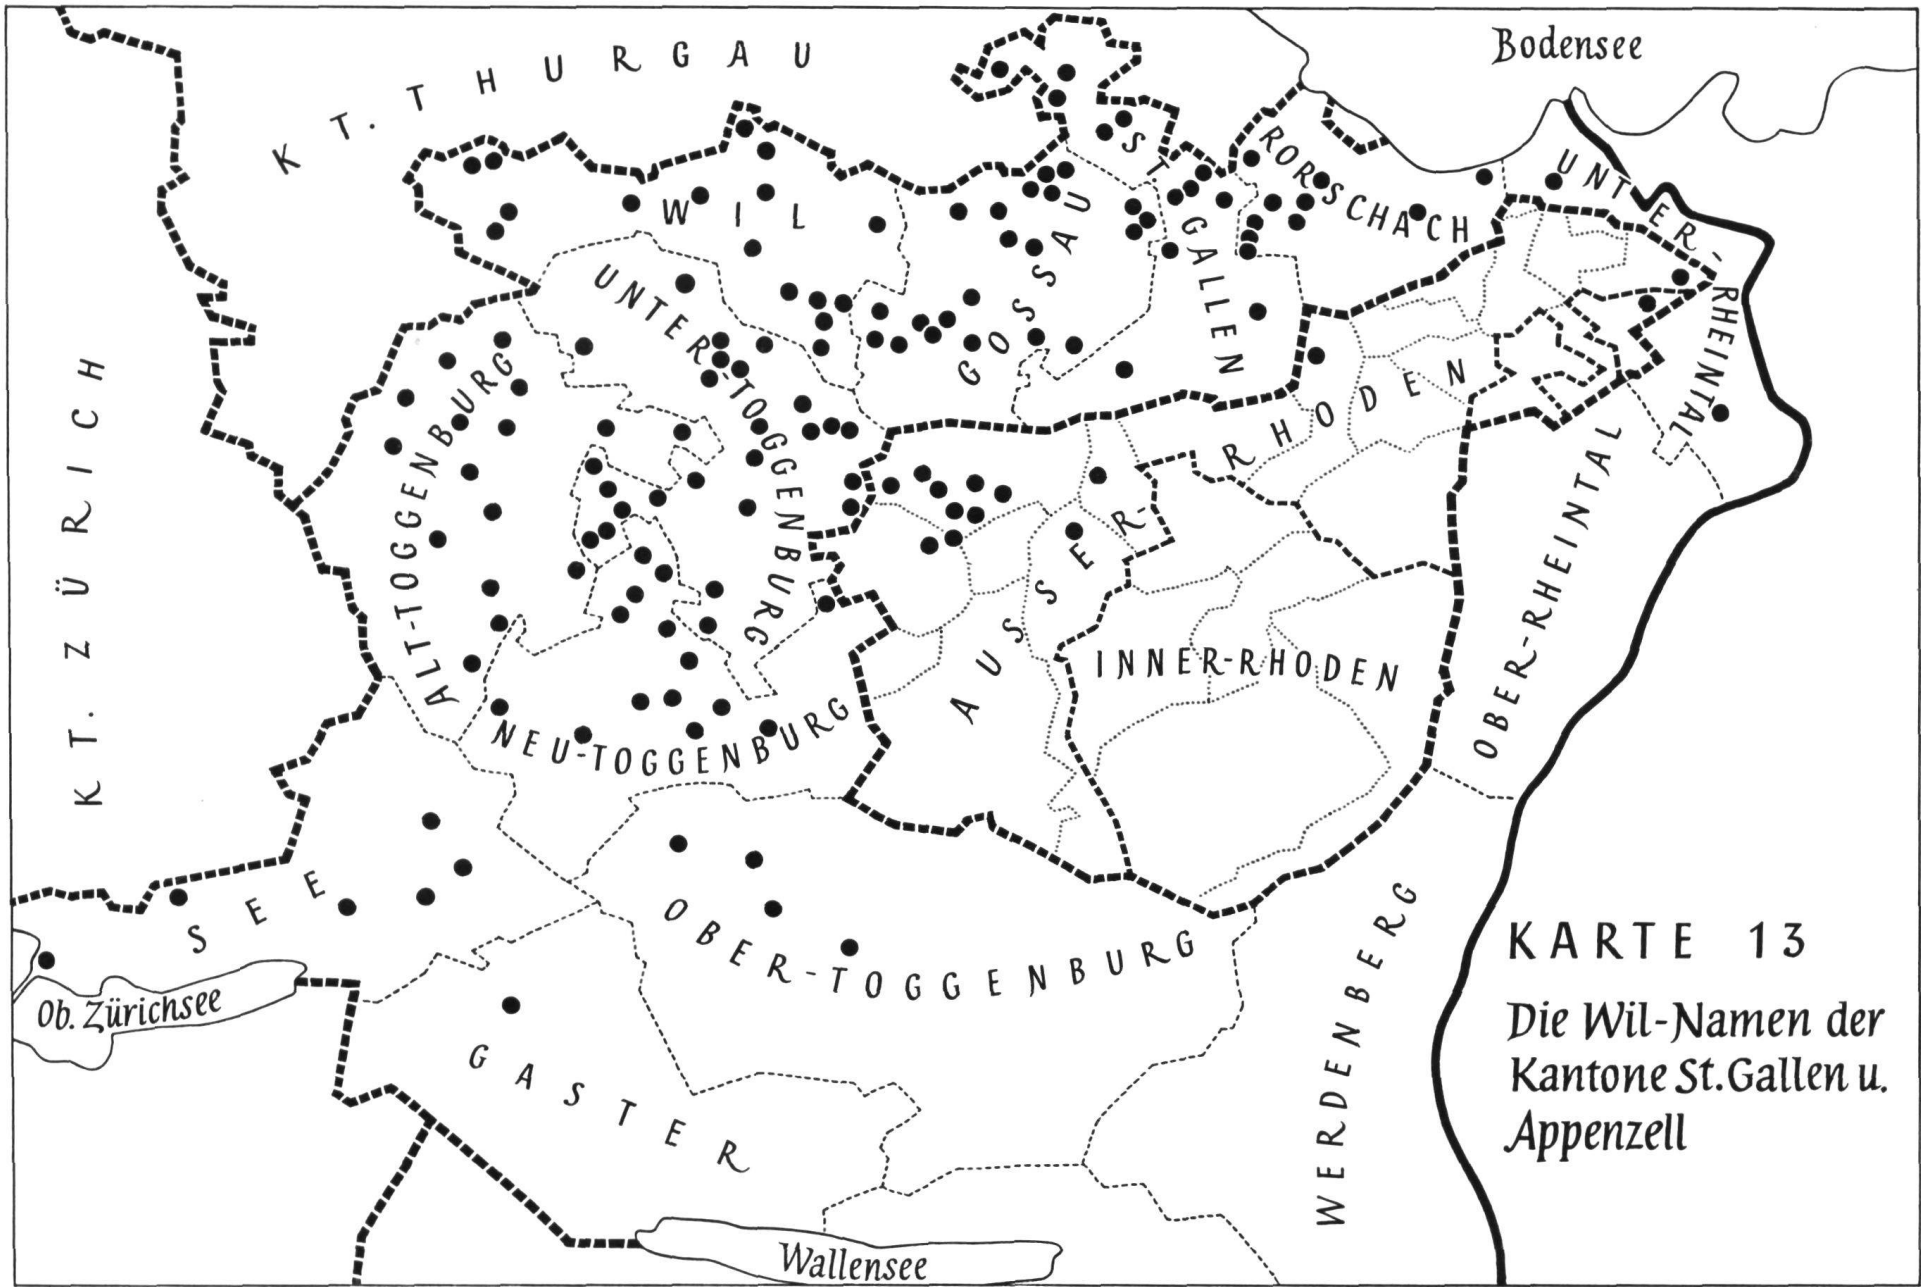 Bodensee
KT. THURGAU
ST. GALLEN
RORSCHACH
UNTER-RHEINTAL
WIL
GOSSAU
UNTER-TOGGENBURG
ALT-TOGGENBURG
KT. ZÜRICH
AUSSER-RHODEN
INNER-RHODEN
OBER-RHEINTAL
NEU-TOGGENBURG
SEE
OBER-TOGGENBURG
Ob. Zürichsee
GASTER
WERDENBERG
Wallensee
KARTE 13
Die Wil-Namen der
Kantone St.Gallen u.
Appenzell